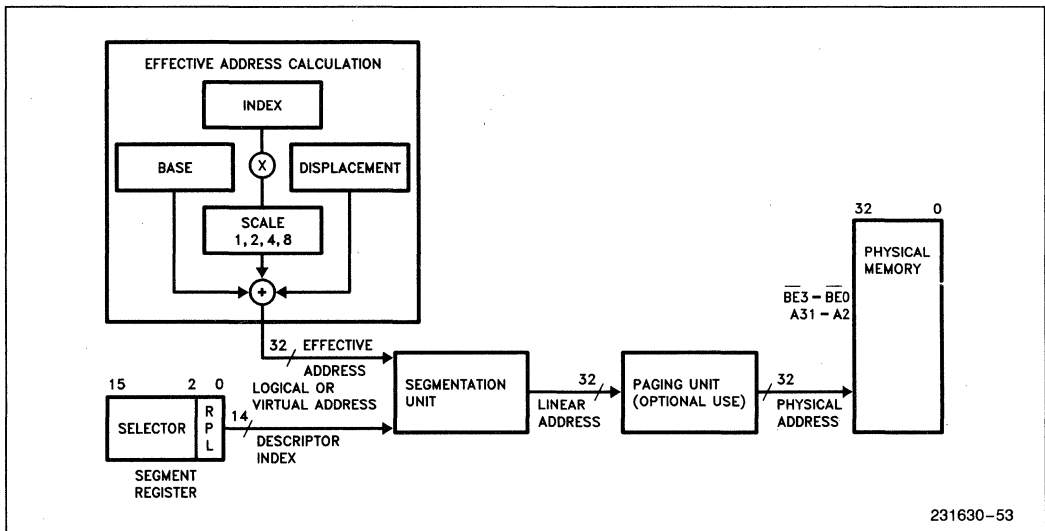 EFFECTIVE ADDRESS CALCULATION
INDEX
X
BASE
DISPLACEMENT
SCALE
1, 2, 4, 8
+
32 0
PHYSICAL
MEMORY
BE3 – BE0
A31 – A2
32 EFFECTIVE
ADDRESS
LOGICAL OR
VIRTUAL ADDRESS
SEGMENTATION
UNIT
32
LINEAR
ADDRESS
PAGING UNIT
(OPTIONAL USE)
32
PHYSICAL
ADDRESS
15 2 0
SELECTOR
R
P
L
14
DESCRIPTOR
INDEX
SEGMENT
REGISTER
231630–53